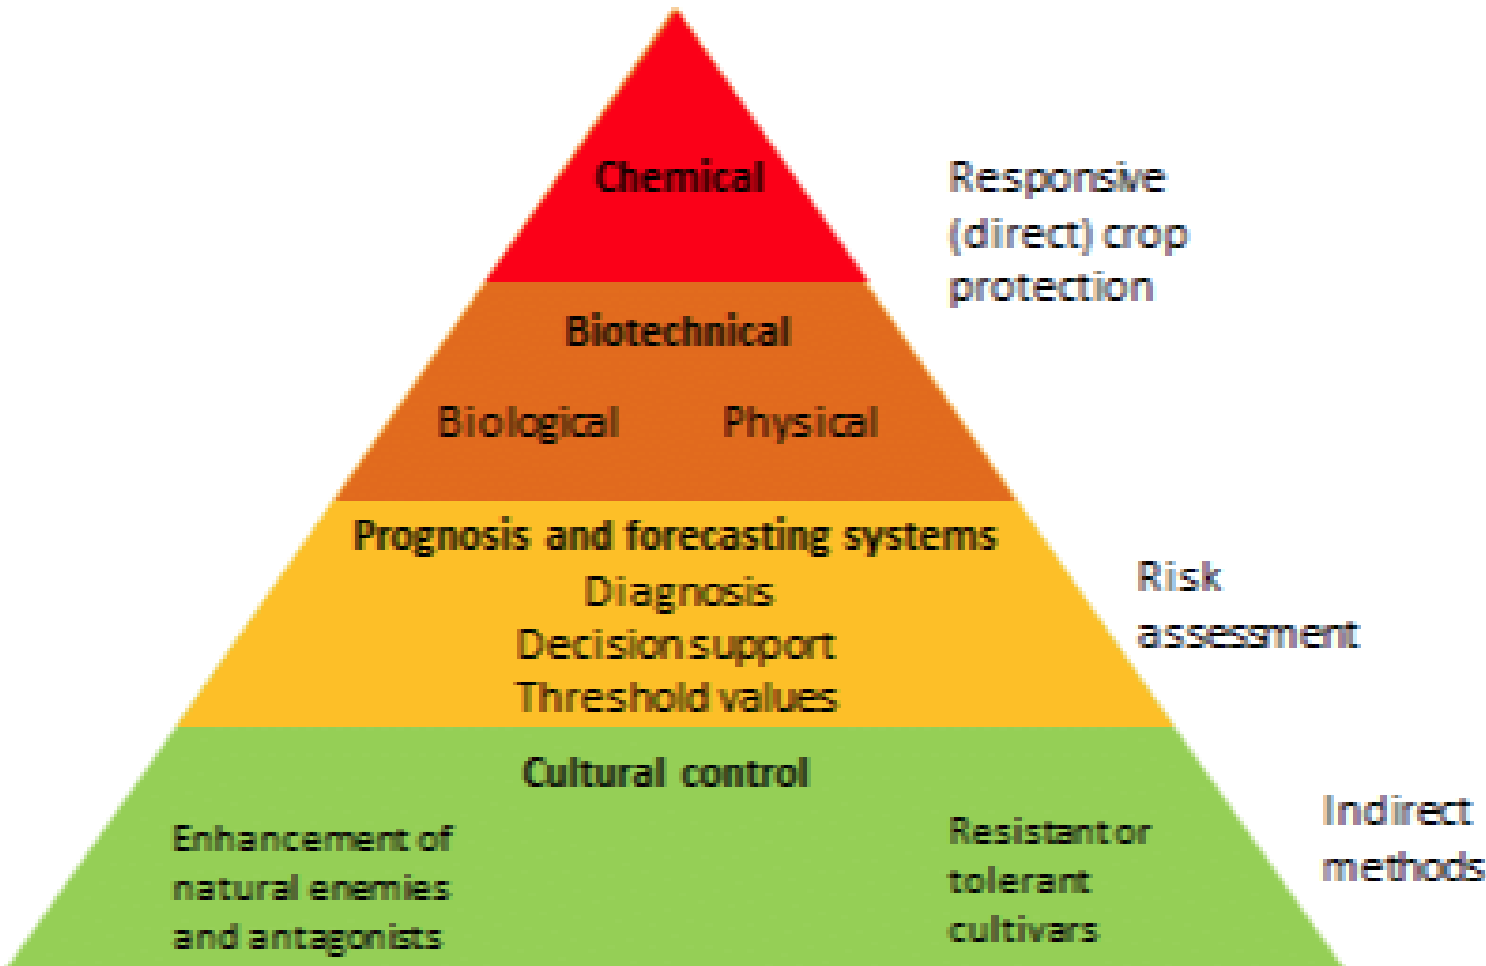 Chemical
Responsive
(direct) crop
protection
Biotechnical
Biological Physical
Prognosis and forecasting systems
Diagnosis
Decision support
Threshold values
Risk
assessment
Cultural control
Enhancement of
natural enemies
and antagonists
Resistant or
tolerant
cultivars
Indirect
methods